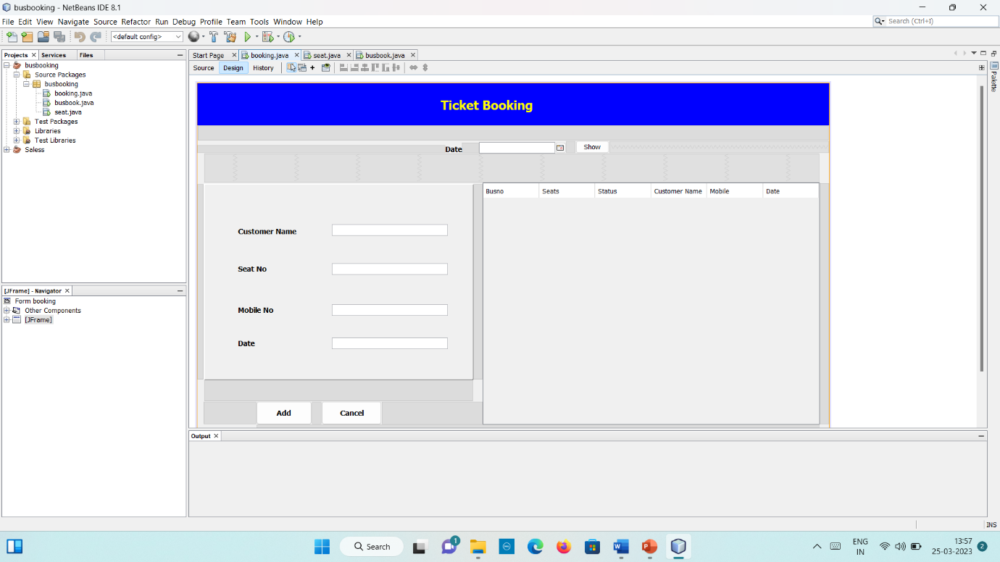 busbooking - NetBeans IDE 8.1
File Edit View Navigate Source Refactor Run Debug Profile Team Tools Window Help
Search (Ctrl+I)
<default config>
Projects Services Files
busbooking
Source Packages
busbooking
booking.java
busbook.java
seat.java
Test Packages
Libraries
Test Libraries
Saless
[JFrame] - Navigator
Form booking
Other Components
[JFrame]
Start Page booking.java seat.java busbook.java
Source Design History
Palette
Ticket Booking
Date Show
Busno Seats Status Customer Name Mobile Date
Customer Name
Seat No
Mobile No
Date
Add Cancel
Output
INS
Search
1
ENG
IN
13:57
25-03-2023
2